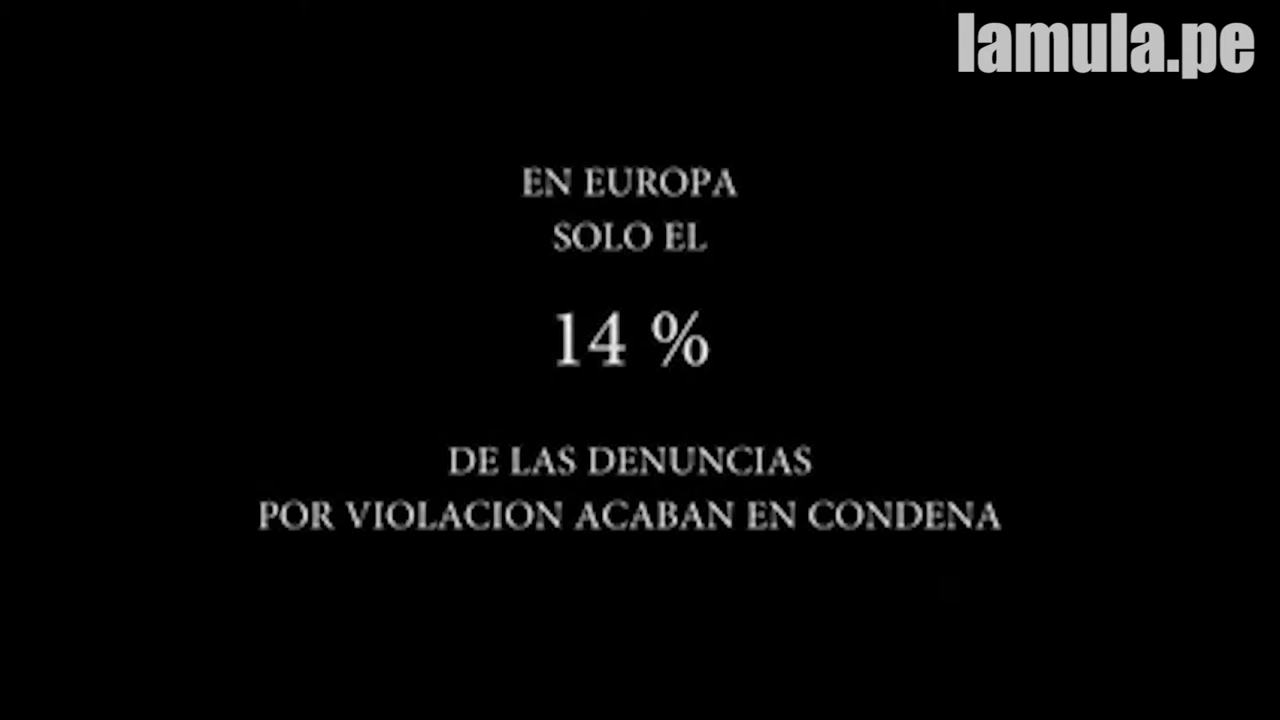 lamula.pe
EN EUROPA
SOLO EL
14 %
DE LAS DENUNCIAS
POR VIOLACION ACABAN EN CONDENA